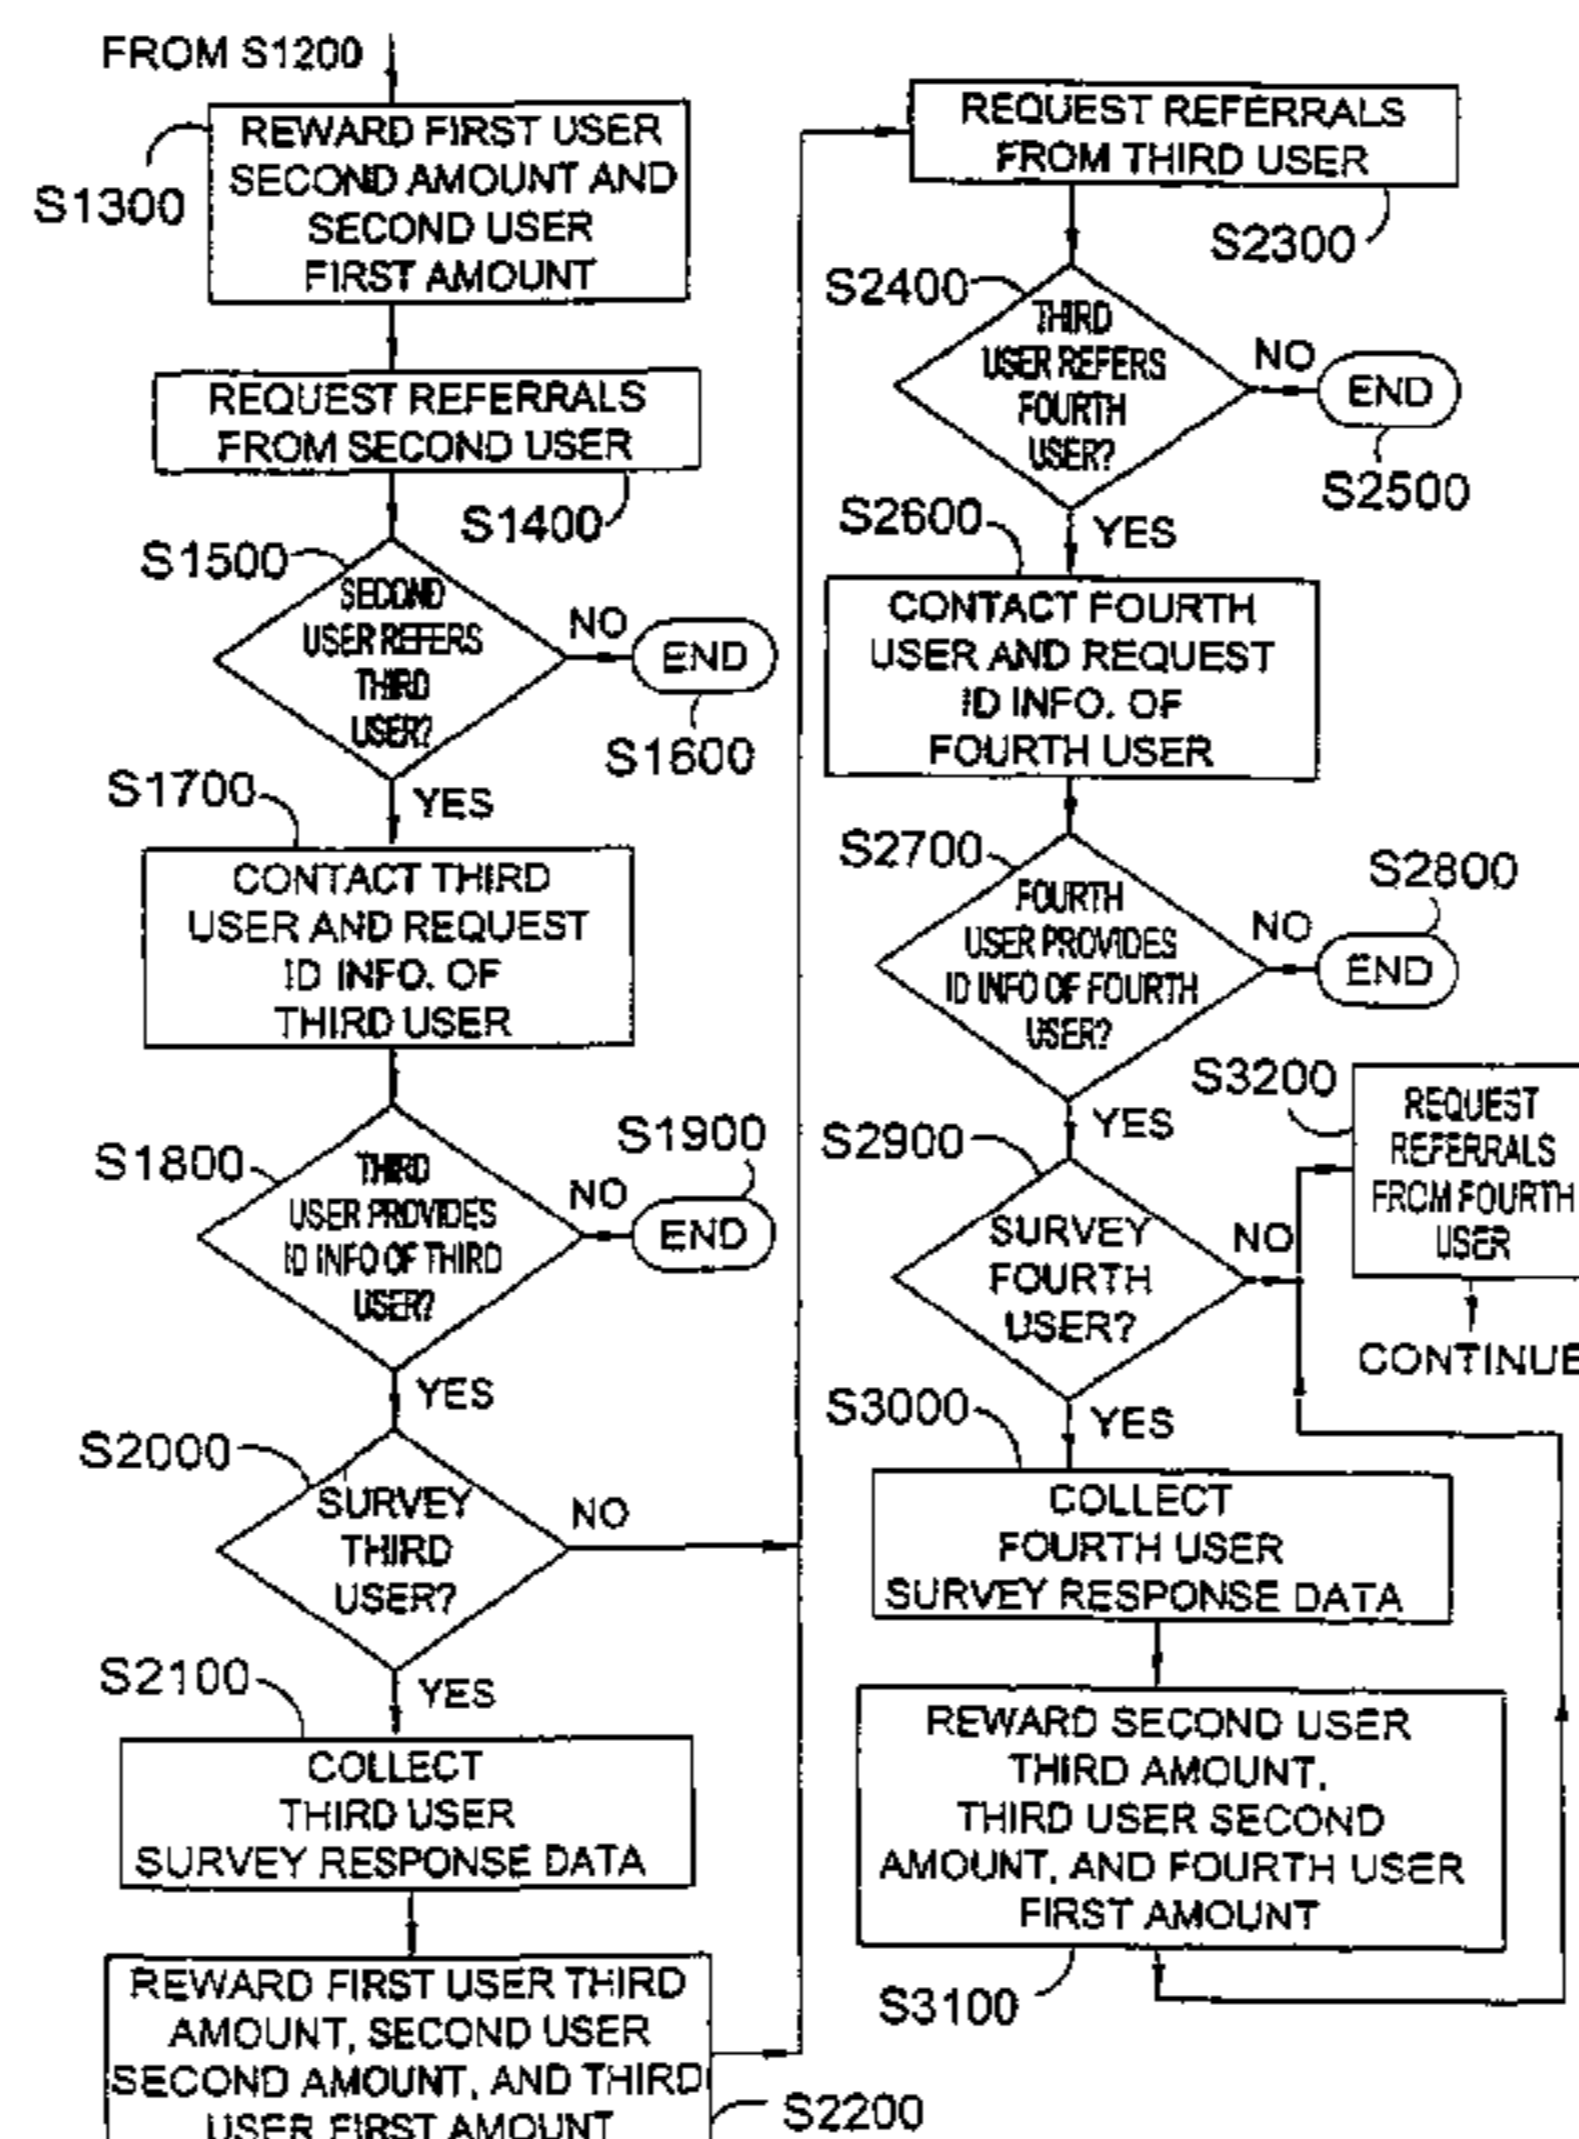 FROM S1200
REWARD FIRST USER
SECOND AMOUNT AND
SECOND USER
FIRST AMOUNT
S1300
REQUEST REFERRALS
FROM SECOND USER
S1400
S1500
SECOND
USER REFERS
THIRD
USER?
NO
END
S1600
YES
S1700
CONTACT THIRD
USER AND REQUEST
ID INFO. OF
THIRD USER
S1800
THIRD
USER PROVIDES
ID INFO OF THIRD
USER?
NO
S1900
END
YES
S2000
SURVEY
THIRD
USER?
NO
YES
S2100
COLLECT
THIRD USER
SURVEY RESPONSE DATA
REWARD FIRST USER THIRD
AMOUNT, SECOND USER
SECOND AMOUNT, AND THIRD
USER FIRST AMOUNT
S2200
REQUEST REFERRALS
FROM THIRD USER
S2300
S2400
THIRD
USER REFERS
FOURTH
USER?
NO
END
S2500
YES
S2600
CONTACT FOURTH
USER AND REQUEST
ID INFO. OF
FOURTH USER
S2700
FOURTH
USER PROVIDES
ID INFO OF FOURTH
USER?
NO
S2800
END
YES
S2900
SURVEY
FOURTH
USER?
NO
S3200
REQUEST
REFERRALS
FROM FOURTH
USER
CONTINUE
YES
S3000
COLLECT
FOURTH USER
SURVEY RESPONSE DATA
REWARD SECOND USER
THIRD AMOUNT,
THIRD USER SECOND
AMOUNT, AND FOURTH USER
FIRST AMOUNT
S3100